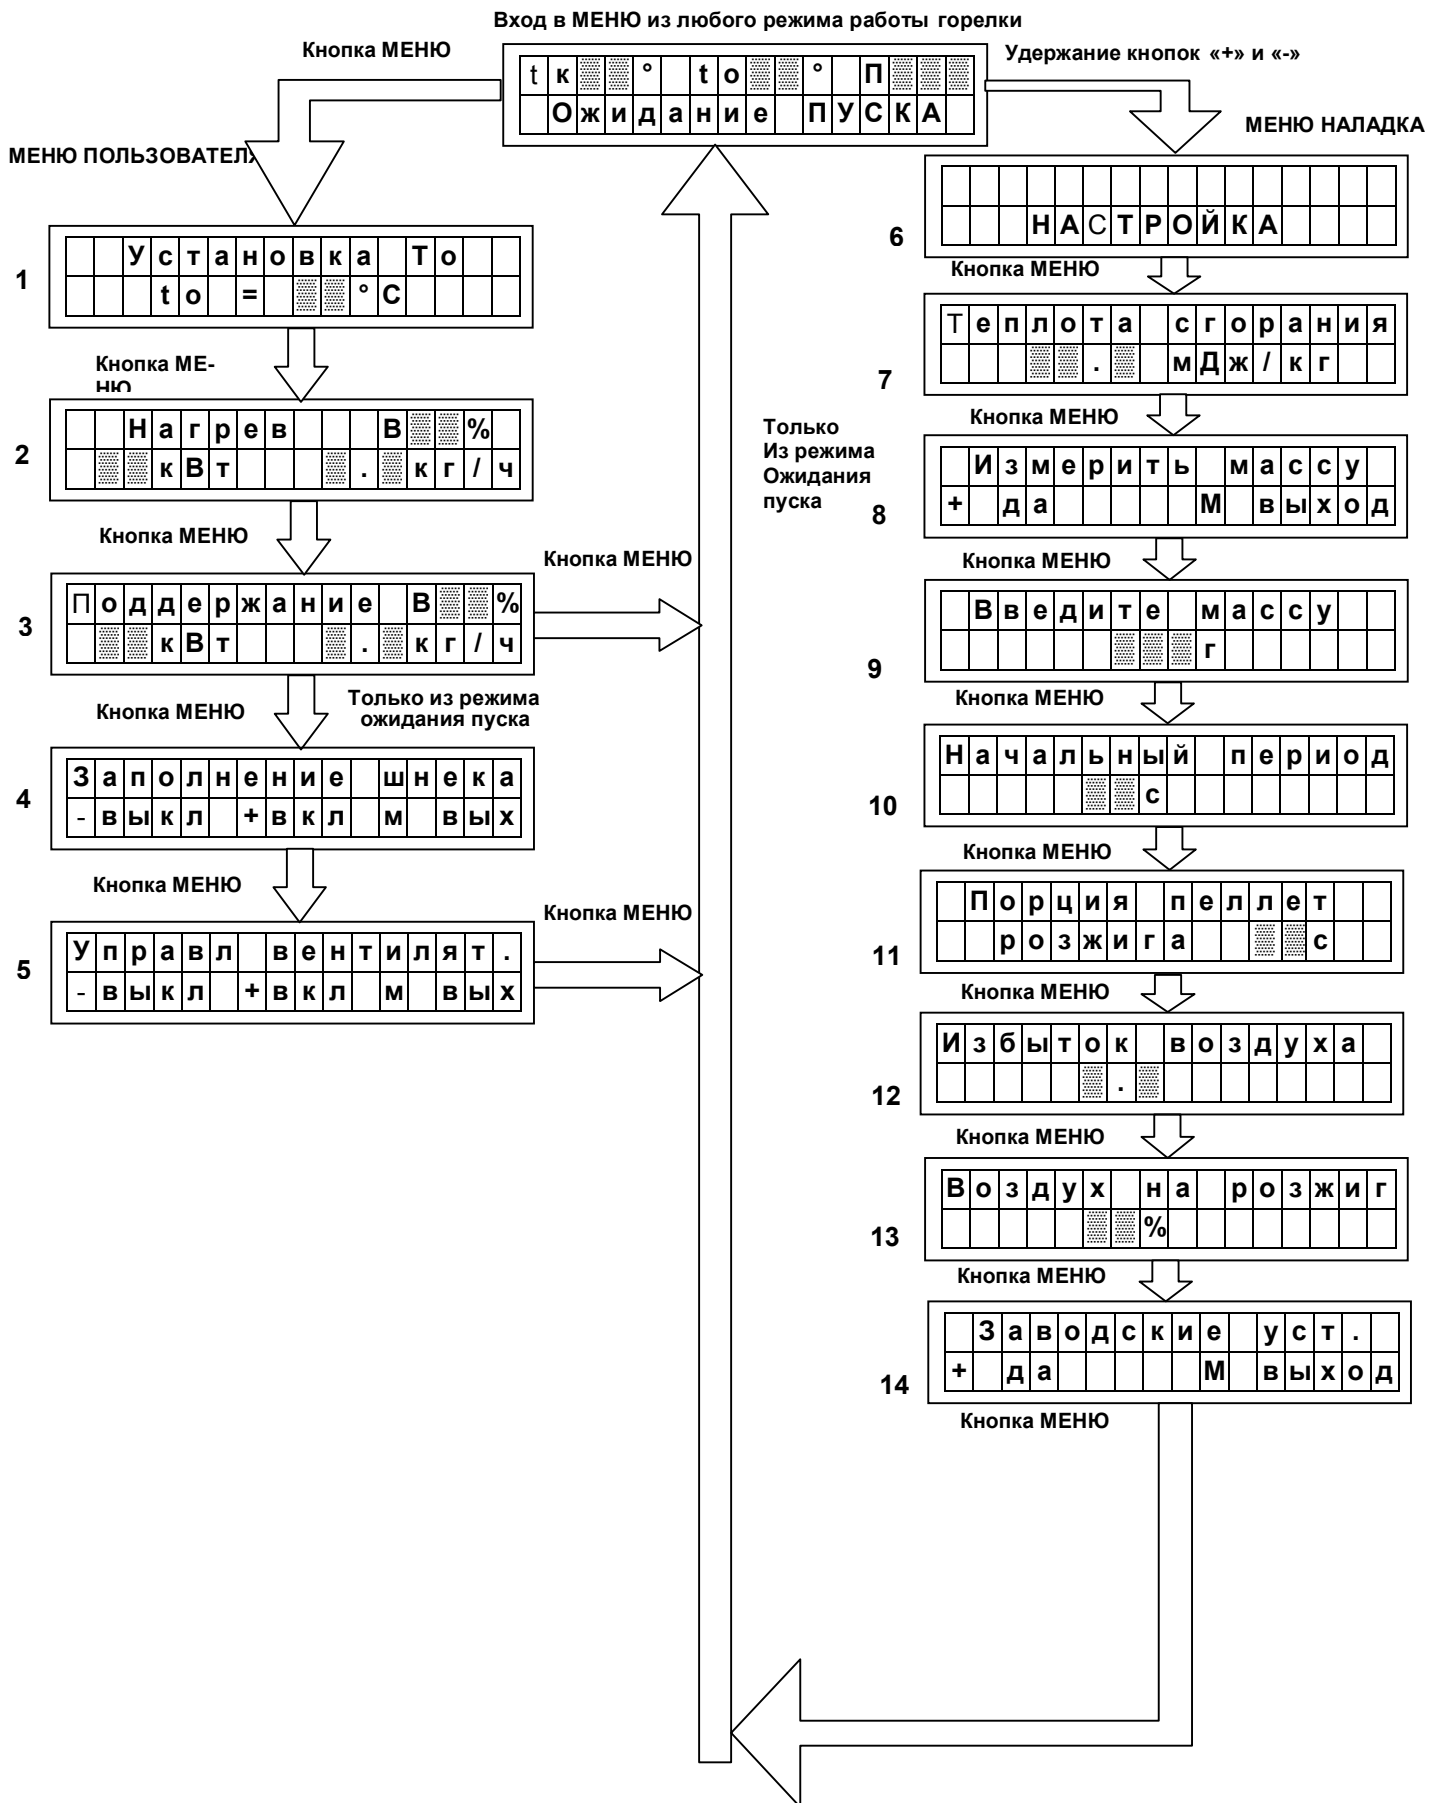 Вход в МЕНЮ из любого режима работы горелки
Кнопка МЕНЮ
Удержание кнопок «+» и «-»
tк ° to ° П
Ожидание ПУСКА
МЕНЮ ПОЛЬЗОВАТЕЛЯ
МЕНЮ НАЛАДКА
1
Установка То
to = °С
Кнопка МЕ-
НЮ
2
Нагрев В %
кВт . кг/ч
Кнопка МЕНЮ
3
Поддержание В %
кВт . кг/ч
Кнопка МЕНЮ
Кнопка МЕНЮ
Только из режима
ожидания пуска
4
Заполнение шнека
-выкл +вкл м вых
Кнопка МЕНЮ
5
Управл вентилят.
-выкл +вкл м вых
Кнопка МЕНЮ
6
НАСТРОЙКА
Кнопка МЕНЮ
7
Теплота сгорания
. мДж/кг
Кнопка МЕНЮ
Только
Из режима
Ожидания
пуска
8
Измерить массу
+ да М выход
Кнопка МЕНЮ
9
Введите массу
г
Кнопка МЕНЮ
10
Начальный период
с
Кнопка МЕНЮ
11
Порция пеллет
розжига с
Кнопка МЕНЮ
12
Избыток воздуха
.
Кнопка МЕНЮ
13
Воздух на розжиг
%
Кнопка МЕНЮ
14
Заводские уст.
+ да М выход
Кнопка МЕНЮ